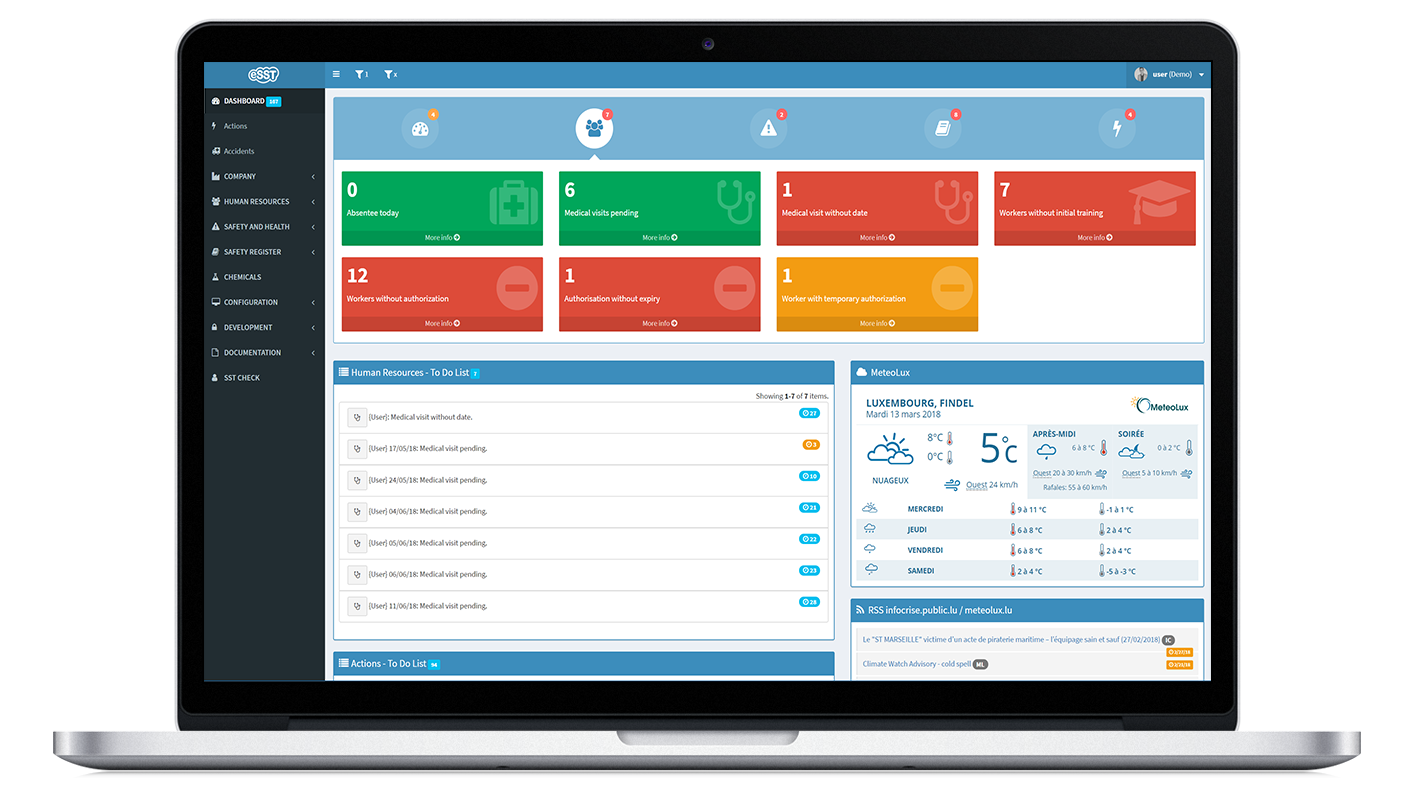 eSST
1
x
user (Demo)
DASHBOARD 167
Actions
Accidents
COMPANY
HUMAN RESOURCES
SAFETY AND HEALTH
SAFETY REGISTER
CHEMICALS
CONFIGURATION
DEVELOPMENT
DOCUMENTATION
SST CHECK
4
7
2
8
4
0
Absentee today
More info
6
Medical visits pending
More info
1
Medical visit without date
More info
7
Workers without initial training
More info
12
Workers without authorization
More info
1
Authorisation without expiry
More info
1
Worker with temporary authorization
More info
Human Resources - To Do List 7
Showing 1-7 of 7 items.
[User]: Medical visit without date. 27
[User] 17/05/18: Medical visit pending. 3
[User] 24/05/18: Medical visit pending. 10
[User] 04/06/18: Medical visit pending. 21
[User] 05/06/18: Medical visit pending. 22
[User] 06/06/18: Medical visit pending. 23
[User] 11/06/18: Medical visit pending. 28
Actions - To Do List 94
MeteoLux
LUXEMBOURG, FINDEL
Mardi 13 mars 2018
MeteoLux
8°C
0°C
5°C
NUAGEUX
Ouest 24 km/h
APRÈS-MIDI
6 à 8 °C
Ouest 20 à 30 km/h
Rafales: 55 à 60 km/h
SOIRÉE
0 à 2 °C
Ouest 5 à 10 km/h
MERCREDI 9 à 11 °C -1 à 1 °C
JEUDI 6 à 8 °C 2 à 4 °C
VENDREDI 6 à 8 °C 2 à 4 °C
SAMEDI 2 à 4 °C -5 à -3 °C
RSS infocrise.public.lu / meteolux.lu
Le "ST MARSEILLE" victime d'un acte de piraterie maritime – l'équipage sain et sauf (27/02/2018) IC
Climate Watch Advisory - cold spell ML